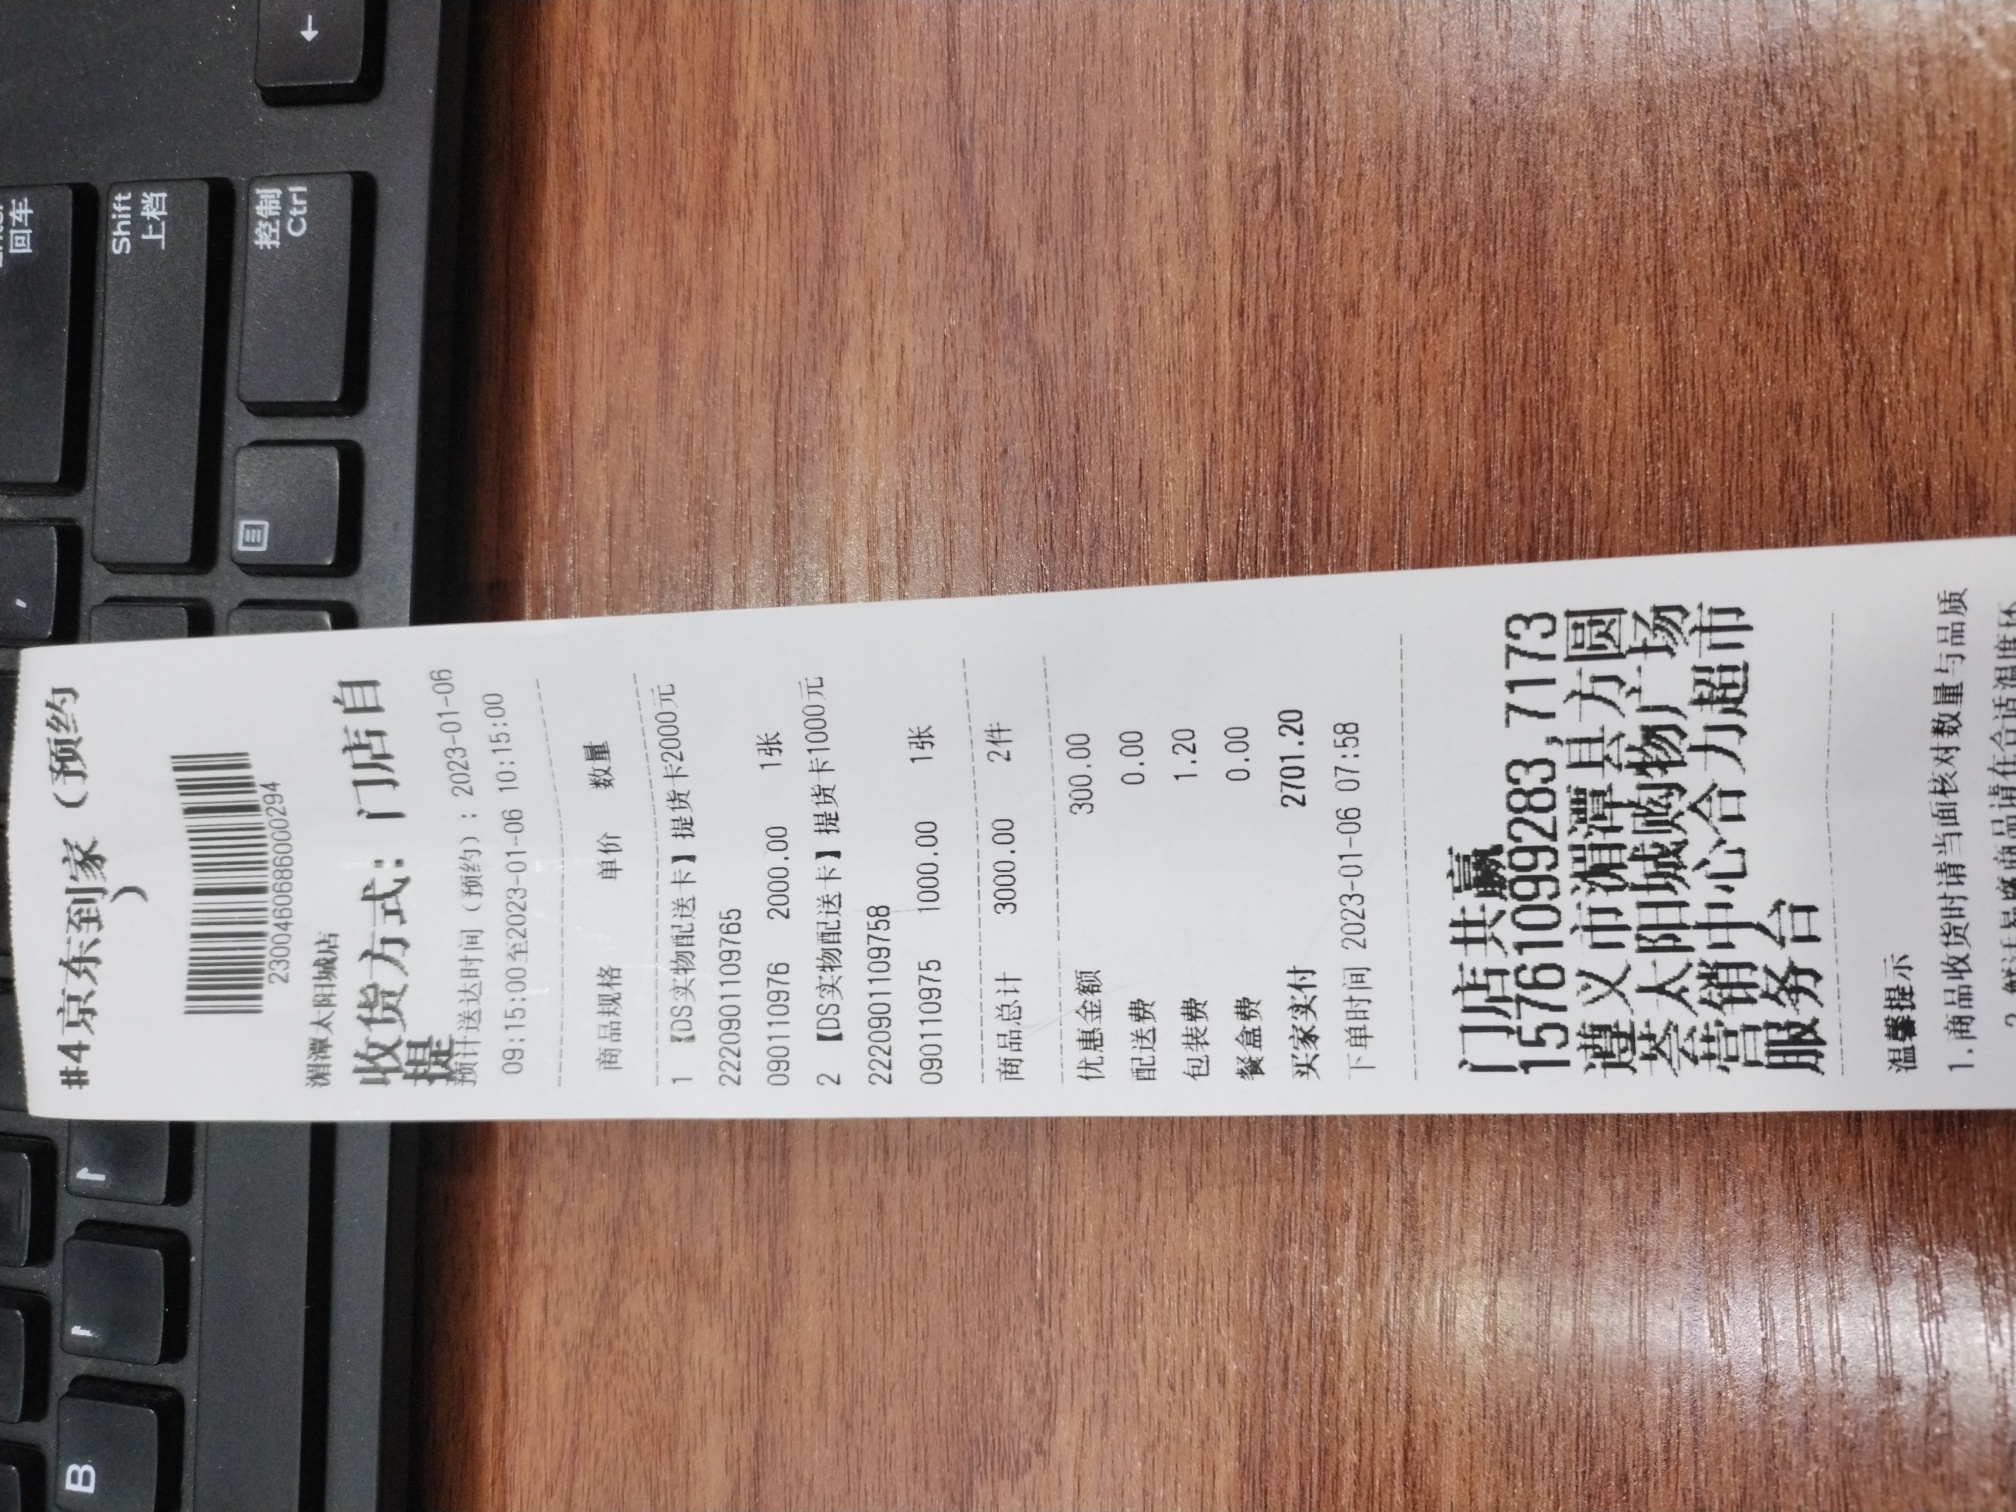 #4京东到家（预约
）
2300460686000294
湄潭太阳城店
收货方式：门店自
提
预计送达时间（预约）：2023-01-06
09:15:00至2023-01-06 10:15:00
商品规格 单价 数量
1 【DS实物配送卡】提货卡2000元
2220901109765
0901110976 2000.00 1张
2 【DS实物配送卡】提货卡1000元
2220901109758
0901110975 1000.00 1张
商品总计 3000.00 2件
优惠金额 300.00
配送费 0.00
包装费 1.20
餐盒费 0.00
买家实付 2701.20
下单时间 2023-01-06 07:58
门店共赢
15761099283,7173
遵义市湄潭县方圆
荟太阳城购物广场
营销中心合力超市
服务台
温馨提示
1.商品收货时请当面核对数量与品质
回车
Shift
上档
控制
Ctrl
←
B